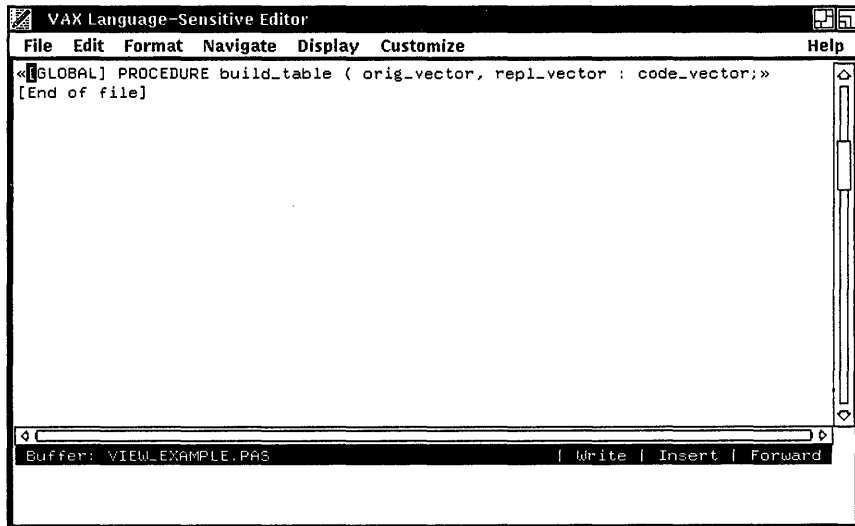 VAX Language-Sensitive Editor
File Edit Format Navigate Display Customize Help
«[GLOBAL] PROCEDURE build_table ( orig_vector, repl_vector : code_vector;»
[End of file]
Buffer: VIEW_EXAMPLE.PAS | Write | Insert | Forward